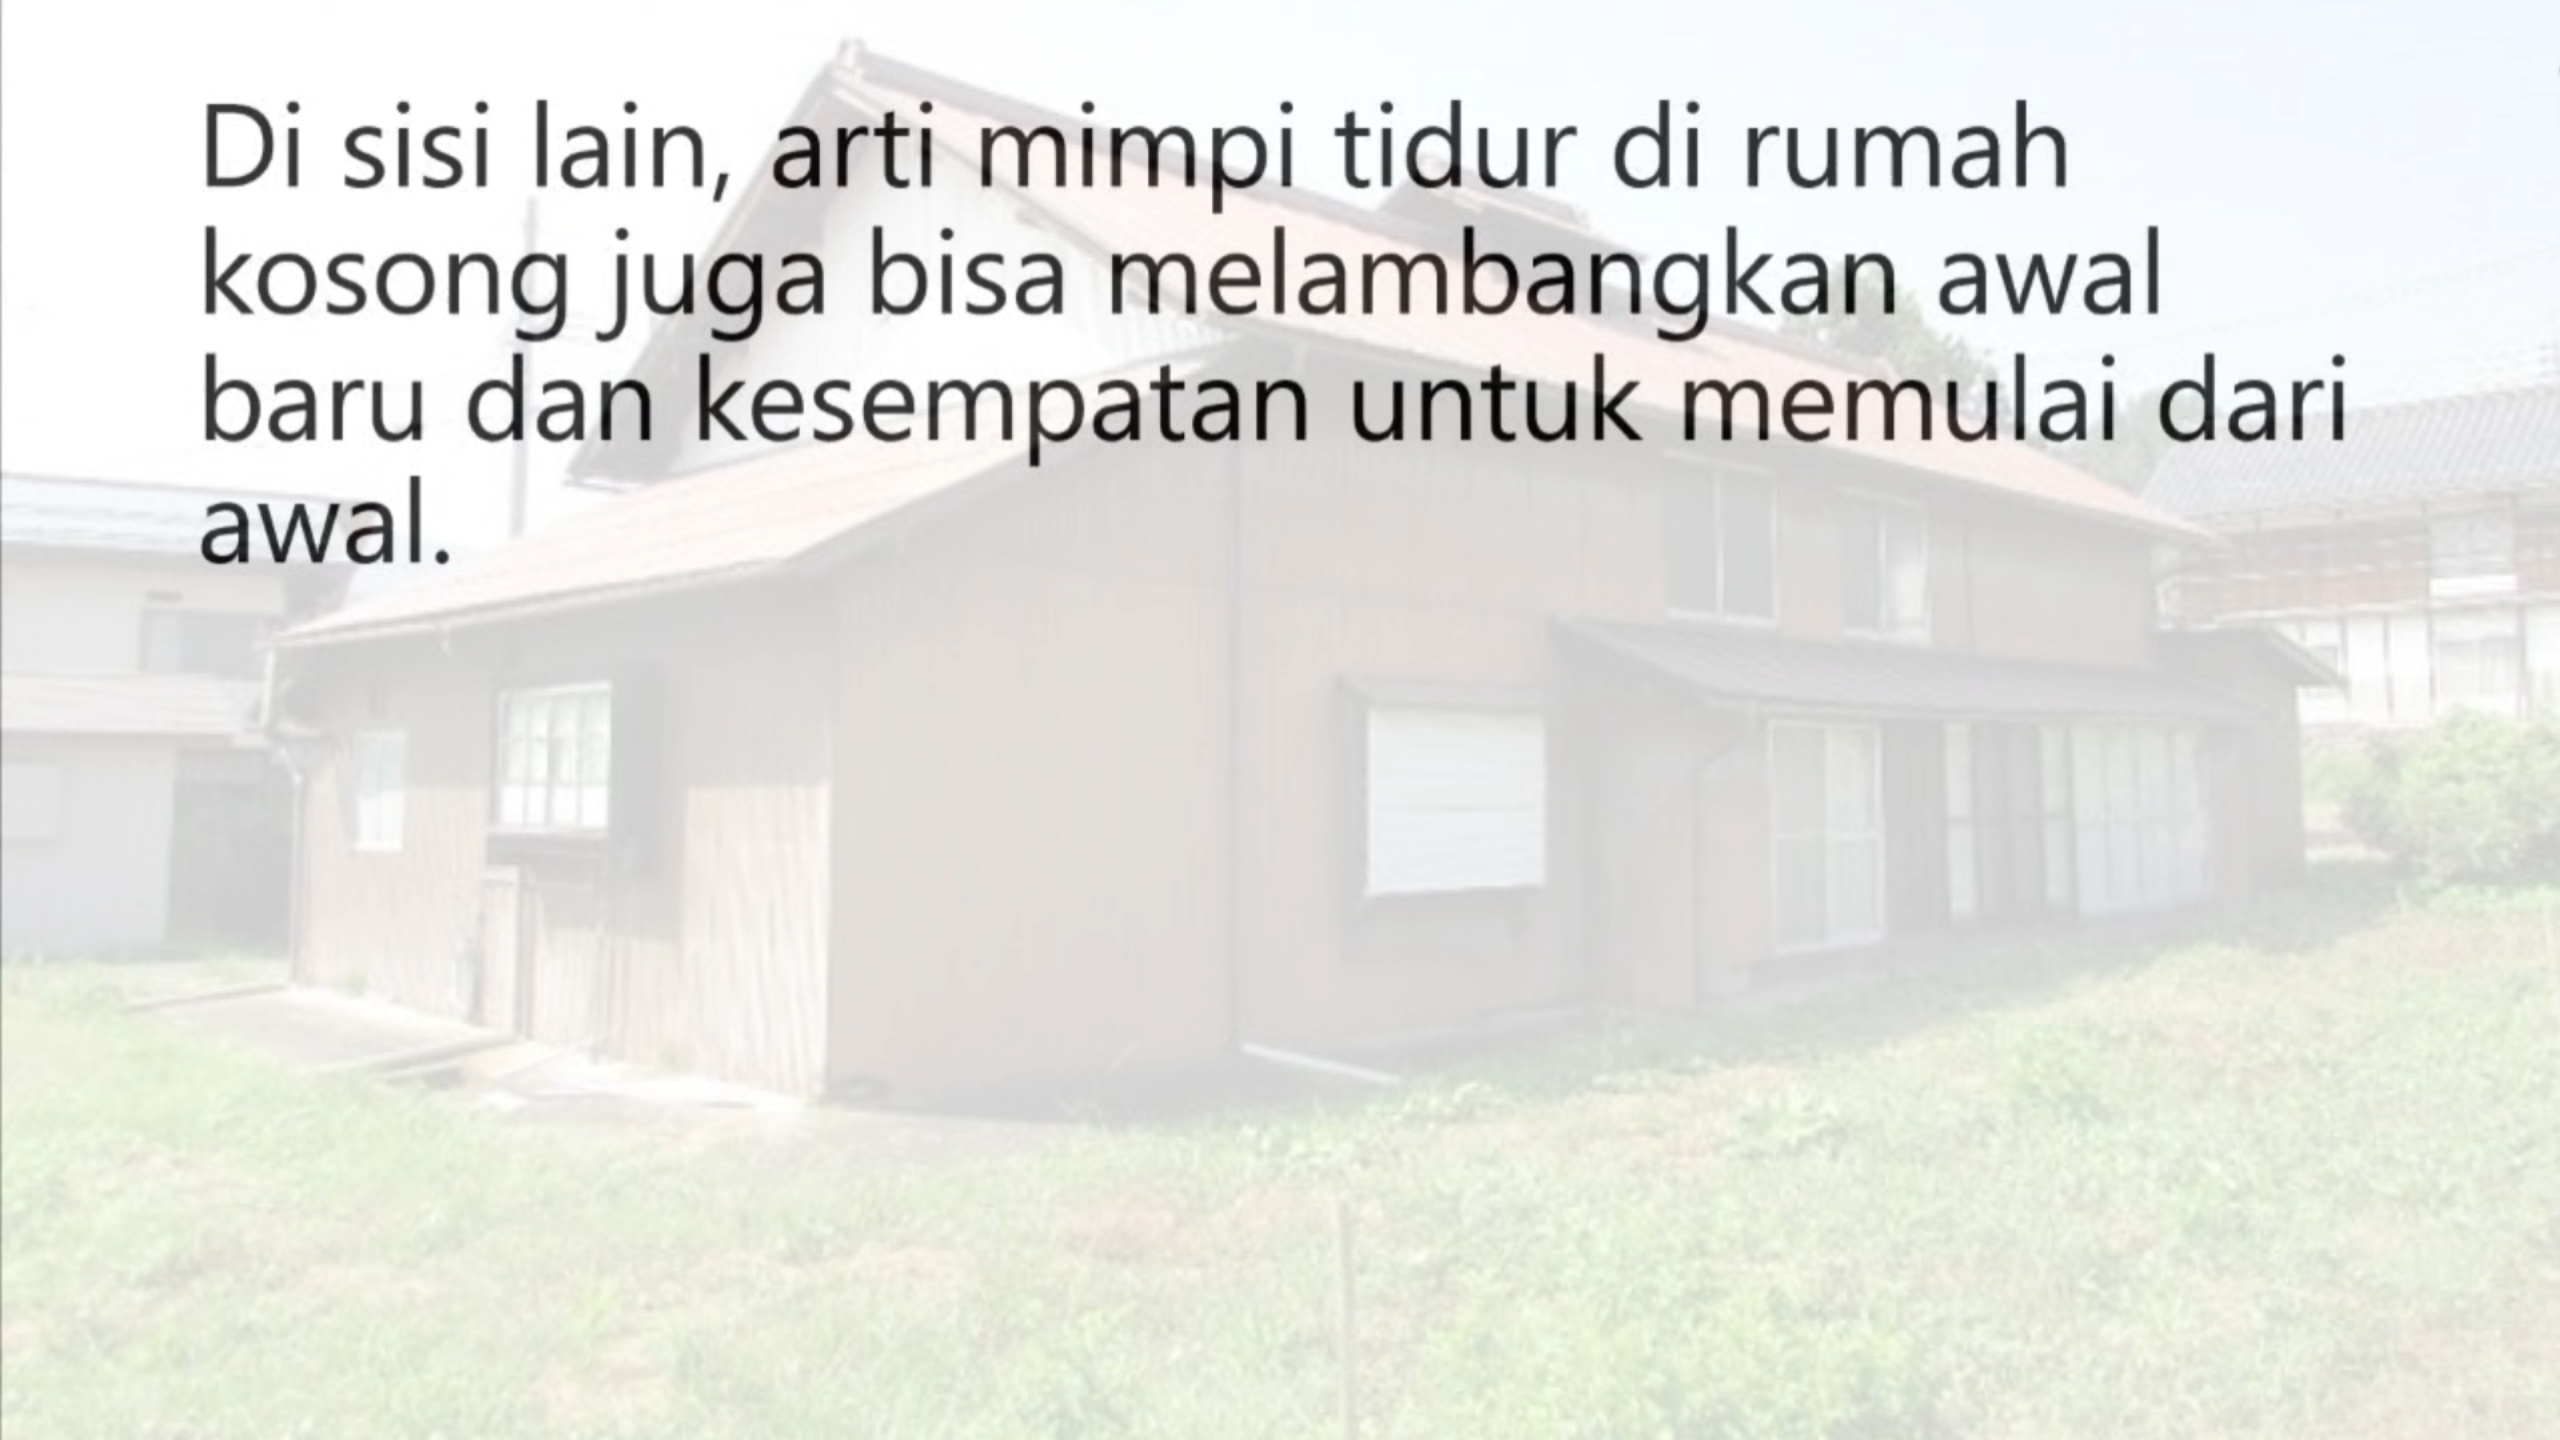 Di sisi lain, arti mimpi tidur di rumah
kosong juga bisa melambangkan awal
baru dan kesempatan untuk memulai dari
awal.